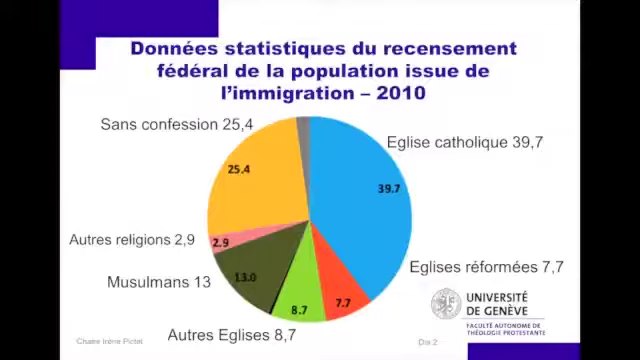 Données statistiques du recensement
fédéral de la population issue de
l'immigration – 2010
Sans confession 25,4
Eglise catholique 39,7
25.4
39.7
Autres religions 2,9
2.9
Eglises réformées 7,7
Musulmans 13
13.0
8.7
7.7
Autres Eglises 8,7
UNIVERSITÉ
DE GENÈVE
FACULTÉ AUTONOME DE
THÉOLOGIE PROTESTANTE
Chaire Irène Pictet
Dia 2